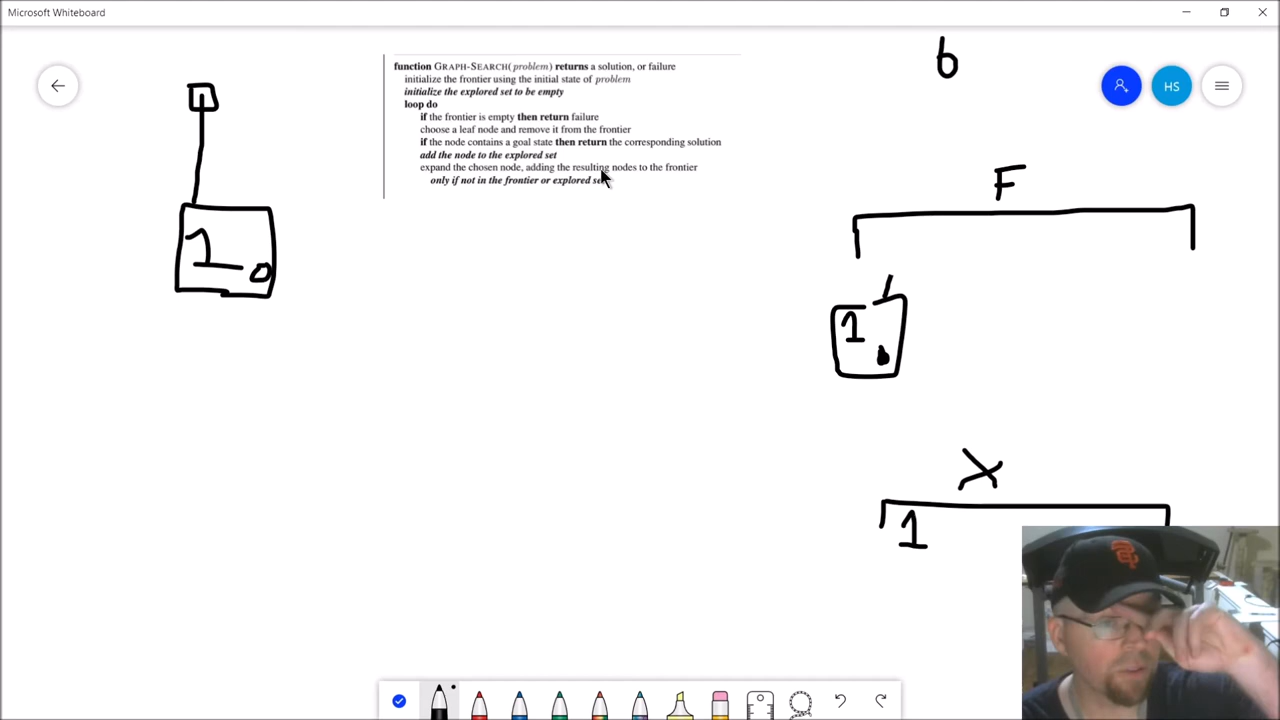 Microsoft Whiteboard
function GRAPH-SEARCH(problem) returns a solution, or failure
initialize the frontier using the initial state of problem
initialize the explored set to be empty
loop do
if the frontier is empty then return failure
choose a leaf node and remove it from the frontier
if the node contains a goal state then return the corresponding solution
add the node to the explored set
expand the chosen node, adding the resulting nodes to the frontier
only if not in the frontier or explored set
6
HS
F
1
0
1
X
1